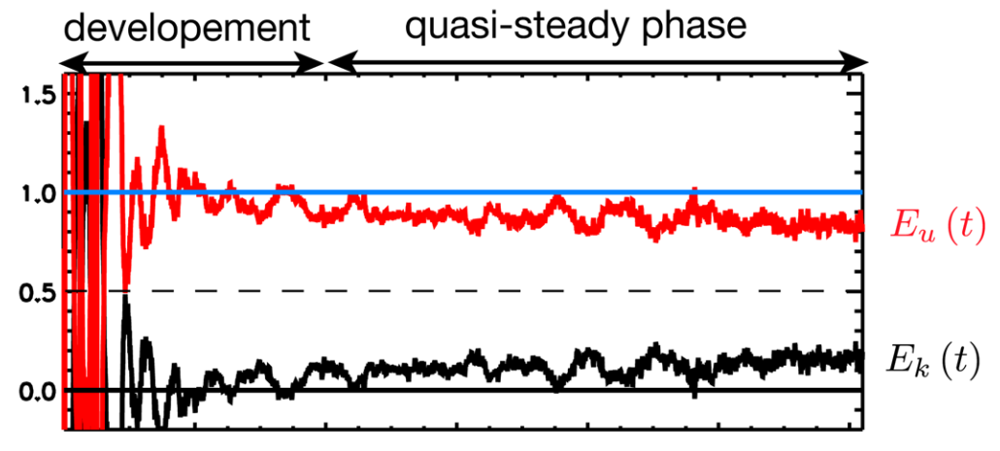 developement
quasi-steady phase
1.5
1.0
E_u (t)
0.5
E_k (t)
0.0